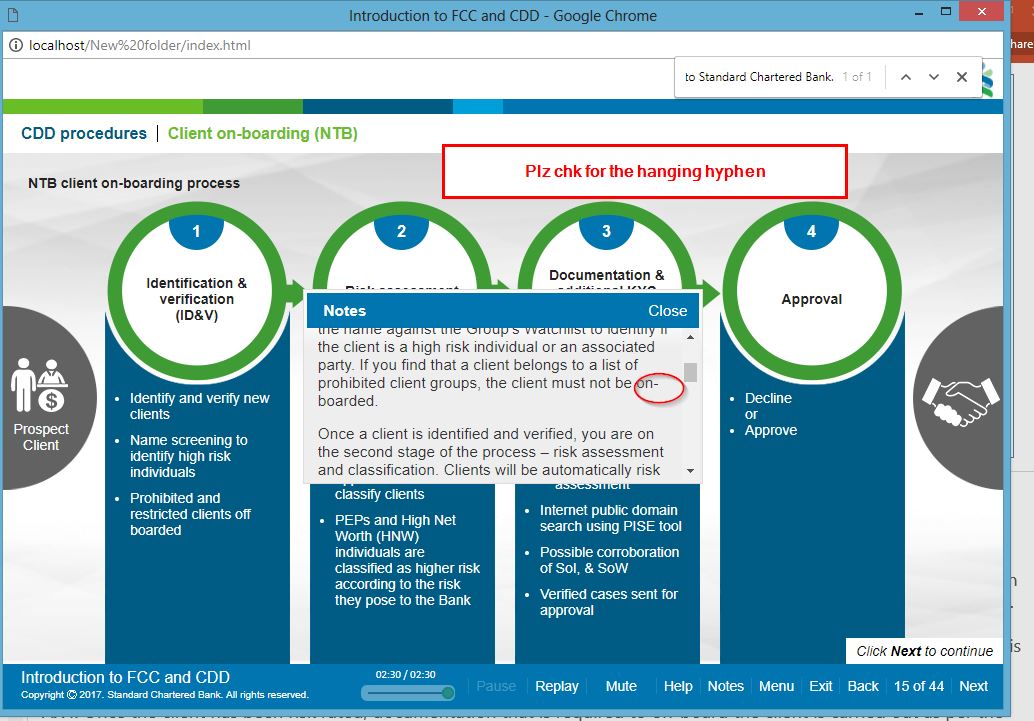 Introduction to FCC and CDD - Google Chrome
localhost/New%20folder/index.html
to Standard Chartered Bank. 1 of 1
hare
CDD procedures | Client on-boarding (NTB)
Plz chk for the hanging hyphen
NTB client on-boarding process
1
Identification &
verification
(ID&V)
2
Risk assessment
3
Documentation &
additional KYC
4
Approval
Prospect
Client
• Identify and verify new
clients
• Name screening to
identify high risk
individuals
• Prohibited and
restricted clients off
boarded
Notes Close
the name against the Group's Watchlist to identify if
the client is a high risk individual or an associated
party. If you find that a client belongs to a list of
prohibited client groups, the client must not be on-
boarded.
Once a client is identified and verified, you are on
the second stage of the process – risk assessment
and classification. Clients will be automatically risk
classify clients
• PEPs and High Net
Worth (HNW)
individuals are
classified as higher risk
according to the risk
they pose to the Bank
assessment
• Internet public domain
search using PISE tool
• Possible corroboration
of SoI, & SoW
• Verified cases sent for
approval
• Decline
or
• Approve
is
Click Next to continue
Introduction to FCC and CDD
Copyright © 2017. Standard Chartered Bank. All rights reserved.
02:30 / 02:30
Pause Replay Mute Help Notes Menu Exit Back 15 of 44 Next